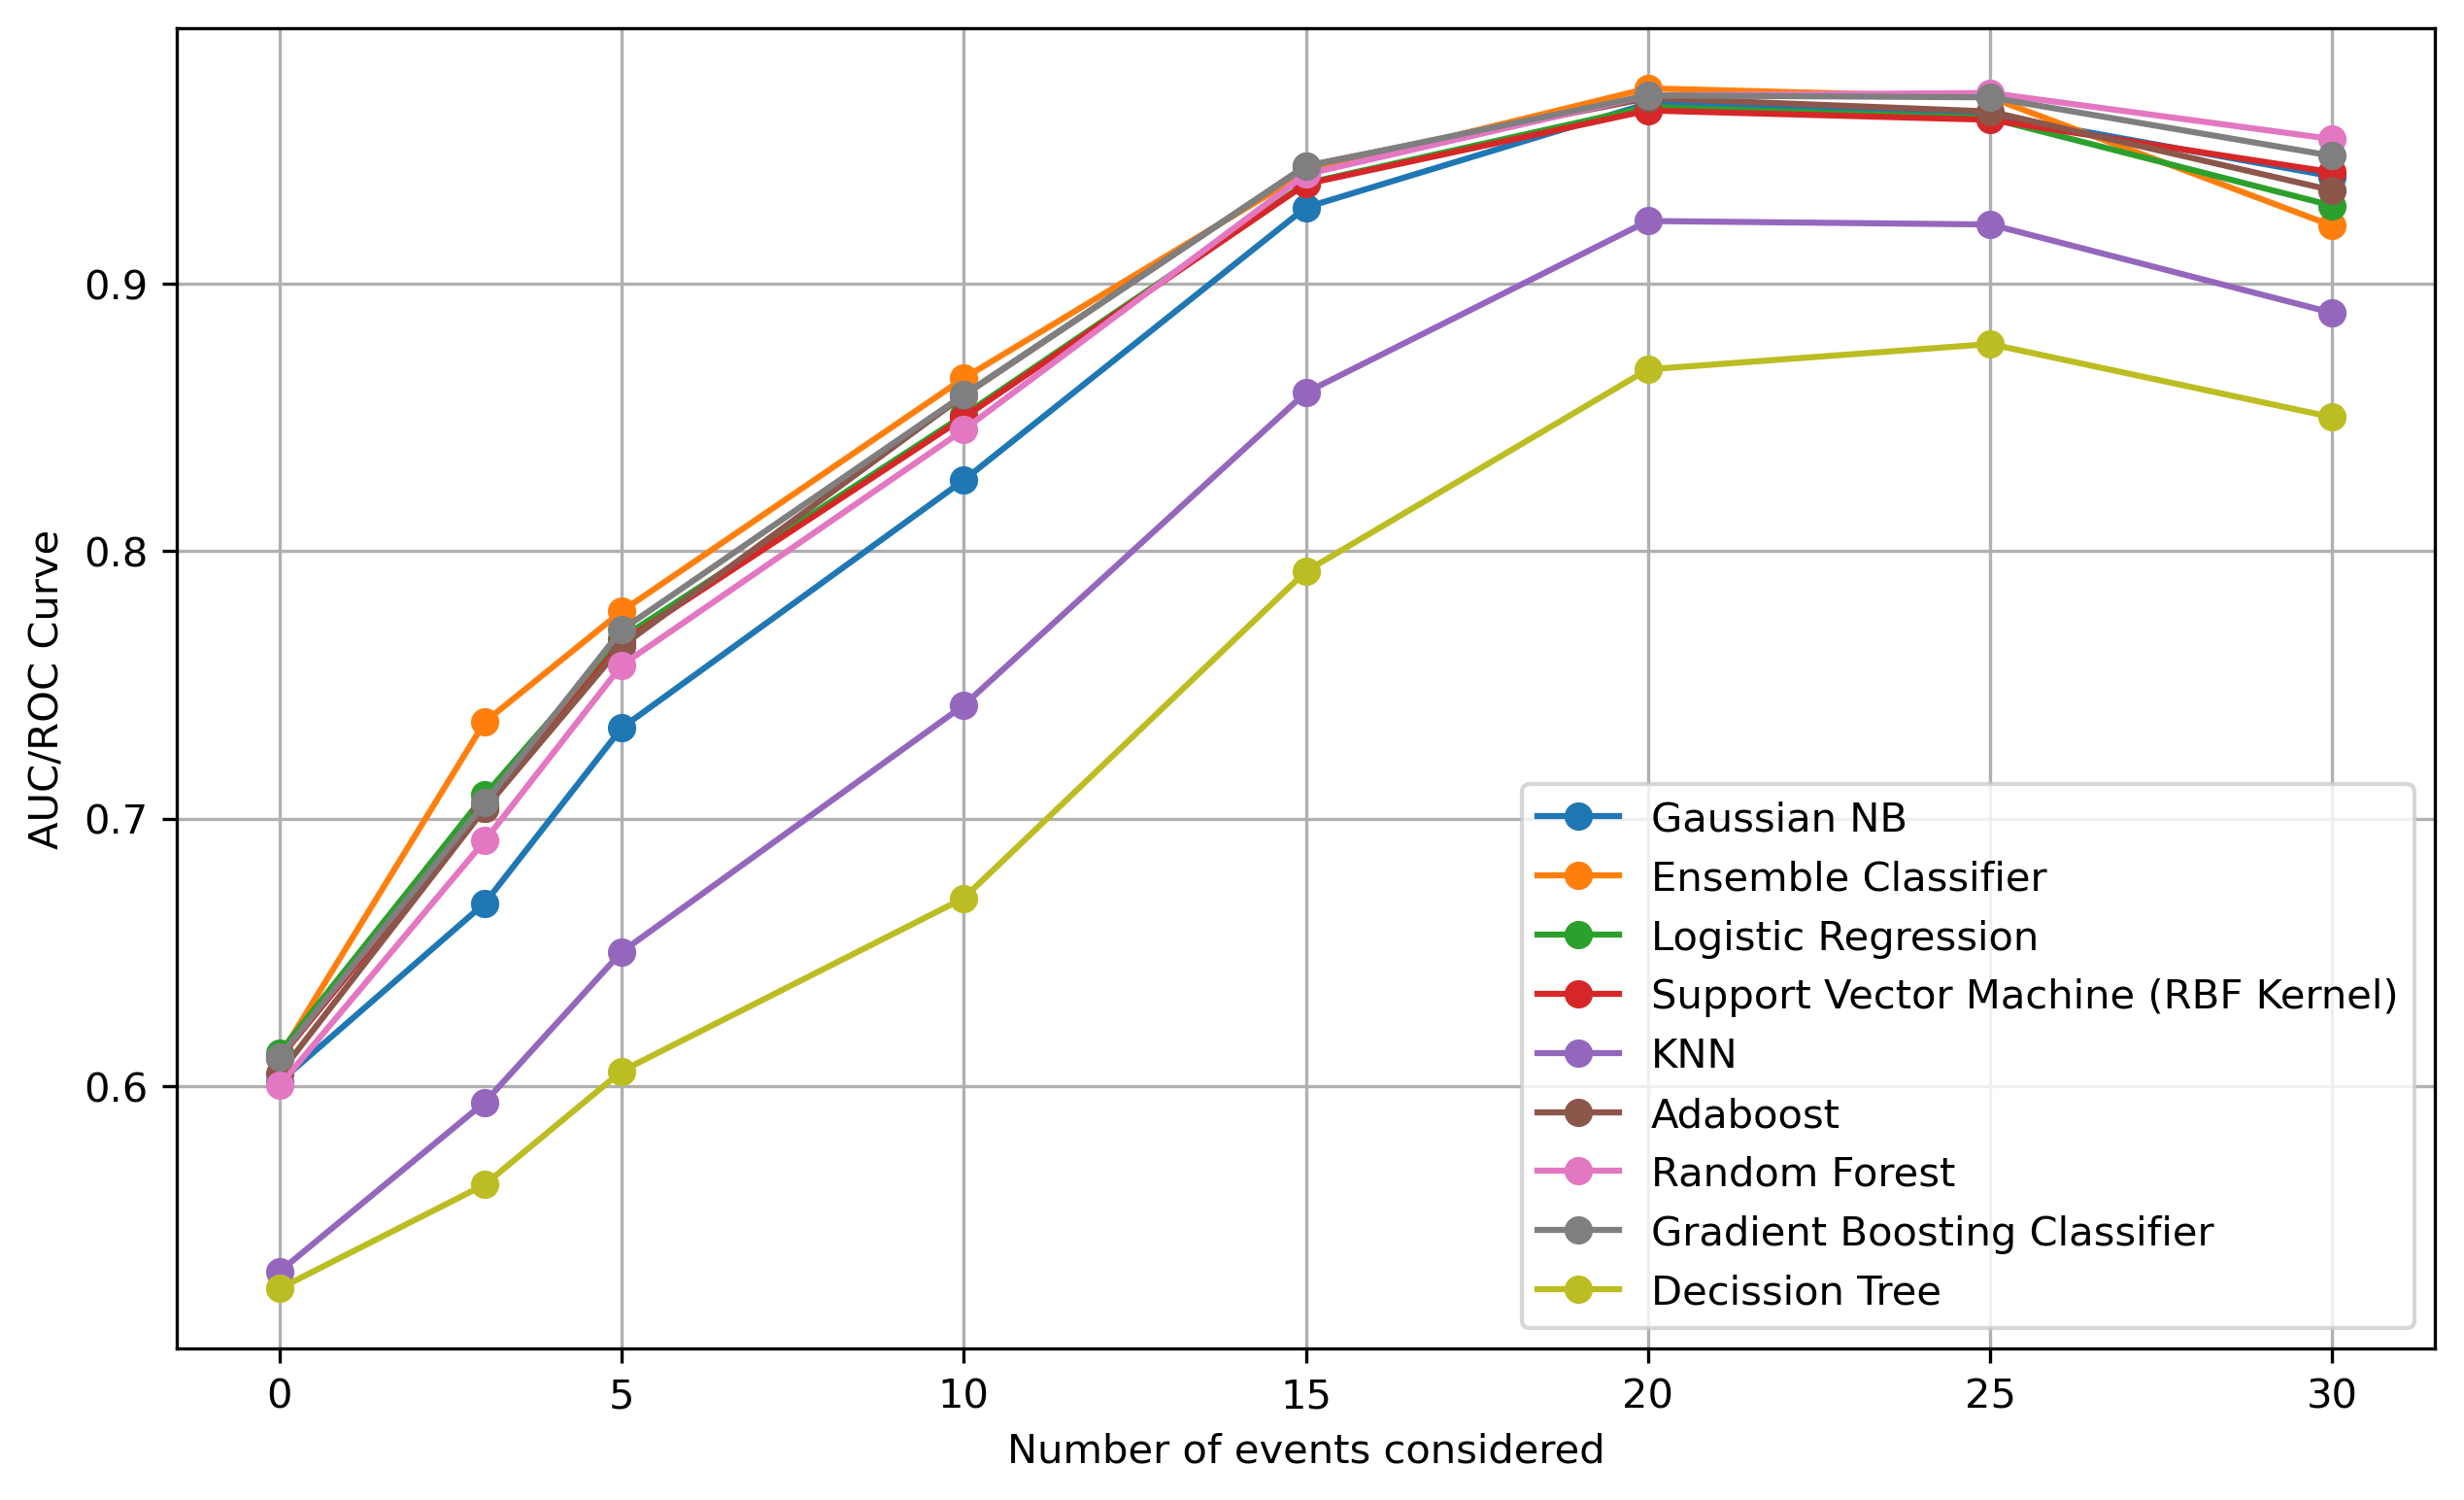 0.9
0.8
0.7
0.6
AUC/ROC Curve
Gaussian NB
Ensemble Classifier
Logistic Regression
Support Vector Machine (RBF Kernel)
KNN
Adaboost
Random Forest
Gradient Boosting Classifier
Decission Tree
0 5 10 15 20 25 30
Number of events considered